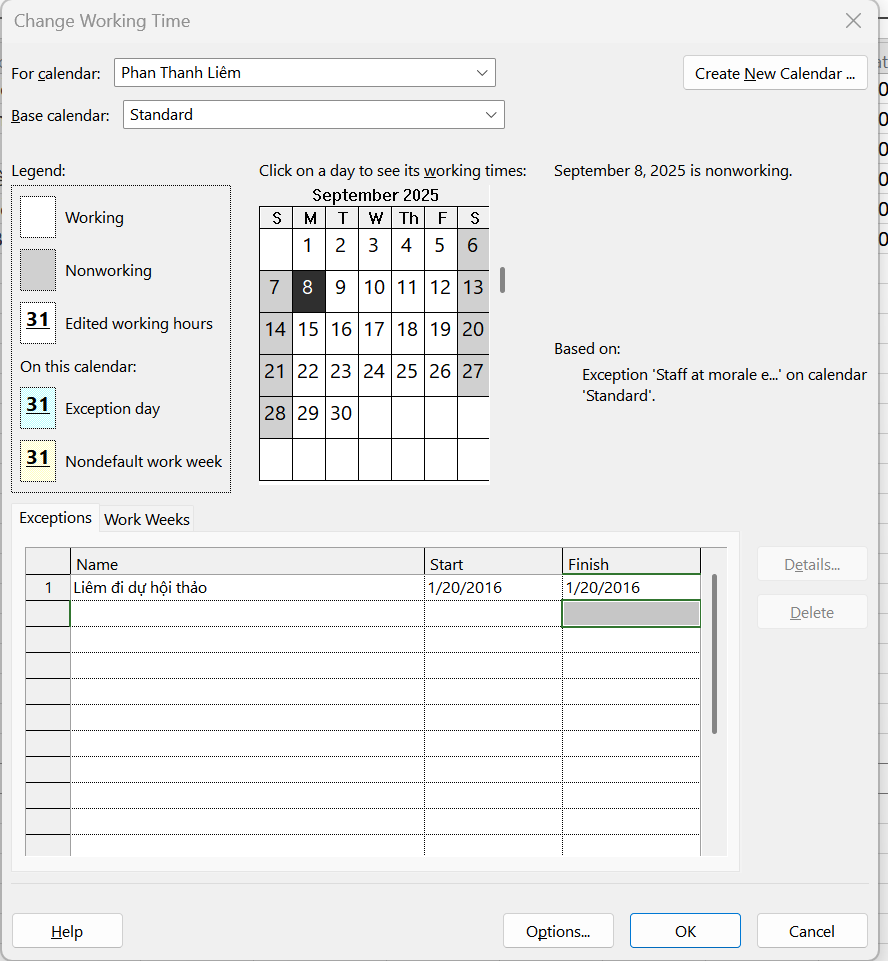 Change Working Time
For calendar: Phan Thanh Liêm
Create New Calendar ...
Base calendar: Standard
Legend:
Working
Nonworking
31 Edited working hours
On this calendar:
31 Exception day
31 Nondefault work week
Click on a day to see its working times:
September 2025
S M T W Th F S
1 2 3 4 5 6
7 8 9 10 11 12 13
14 15 16 17 18 19 20
21 22 23 24 25 26 27
28 29 30
September 8, 2025 is nonworking.
Based on:
Exception 'Staff at morale e...' on calendar
'Standard'.
Exceptions Work Weeks
Name Start Finish
1 Liêm đi dự hội thảo 1/20/2016 1/20/2016
Details...
Delete
Help Options... OK Cancel